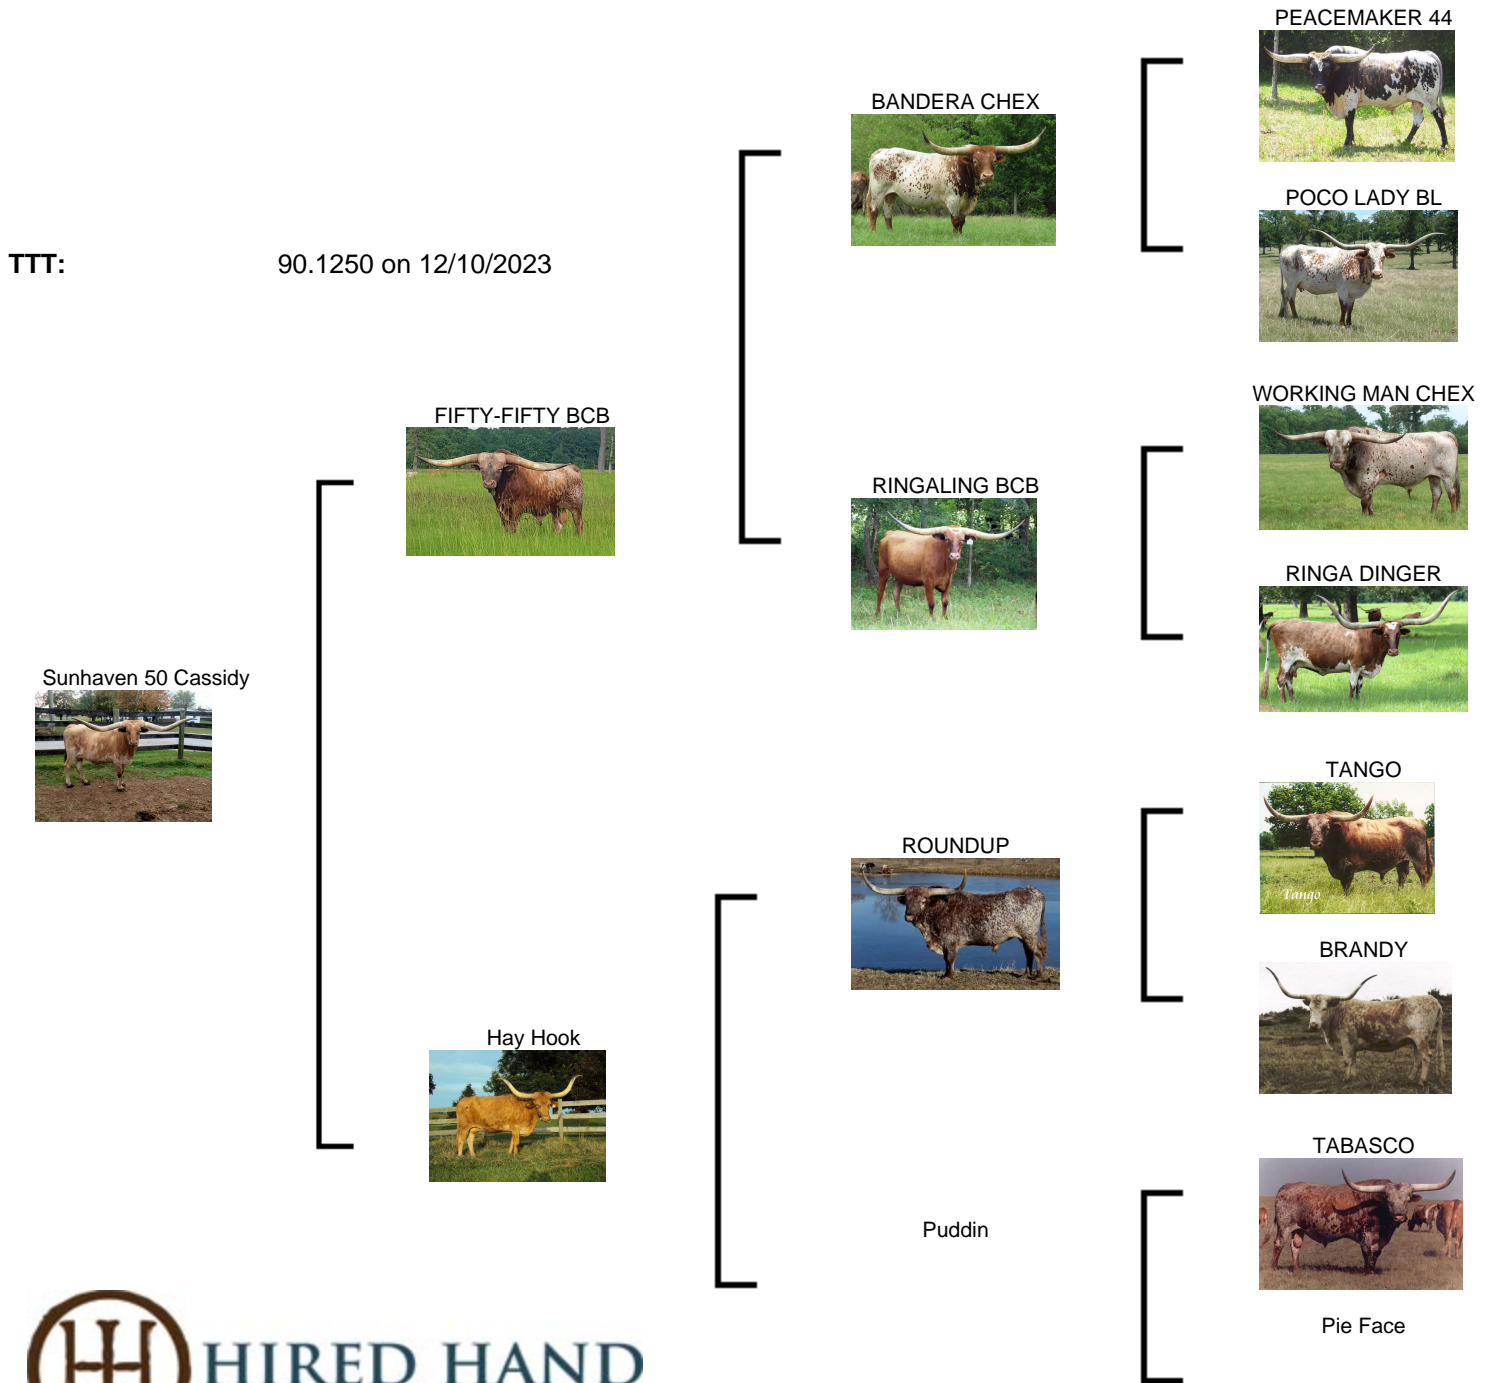 PEACEMAKER 44
BANDERA CHEX
POCO LADY BL
TTT: 90.1250 on 12/10/2023
WORKING MAN CHEX
FIFTY-FIFTY BCB
RINGALING BCB
RINGA DINGER
Sunhaven 50 Cassidy
TANGO
Tango
ROUNDUP
BRANDY
Hay Hook
TABASCO
Puddin
Pie Face
HIRED HAND